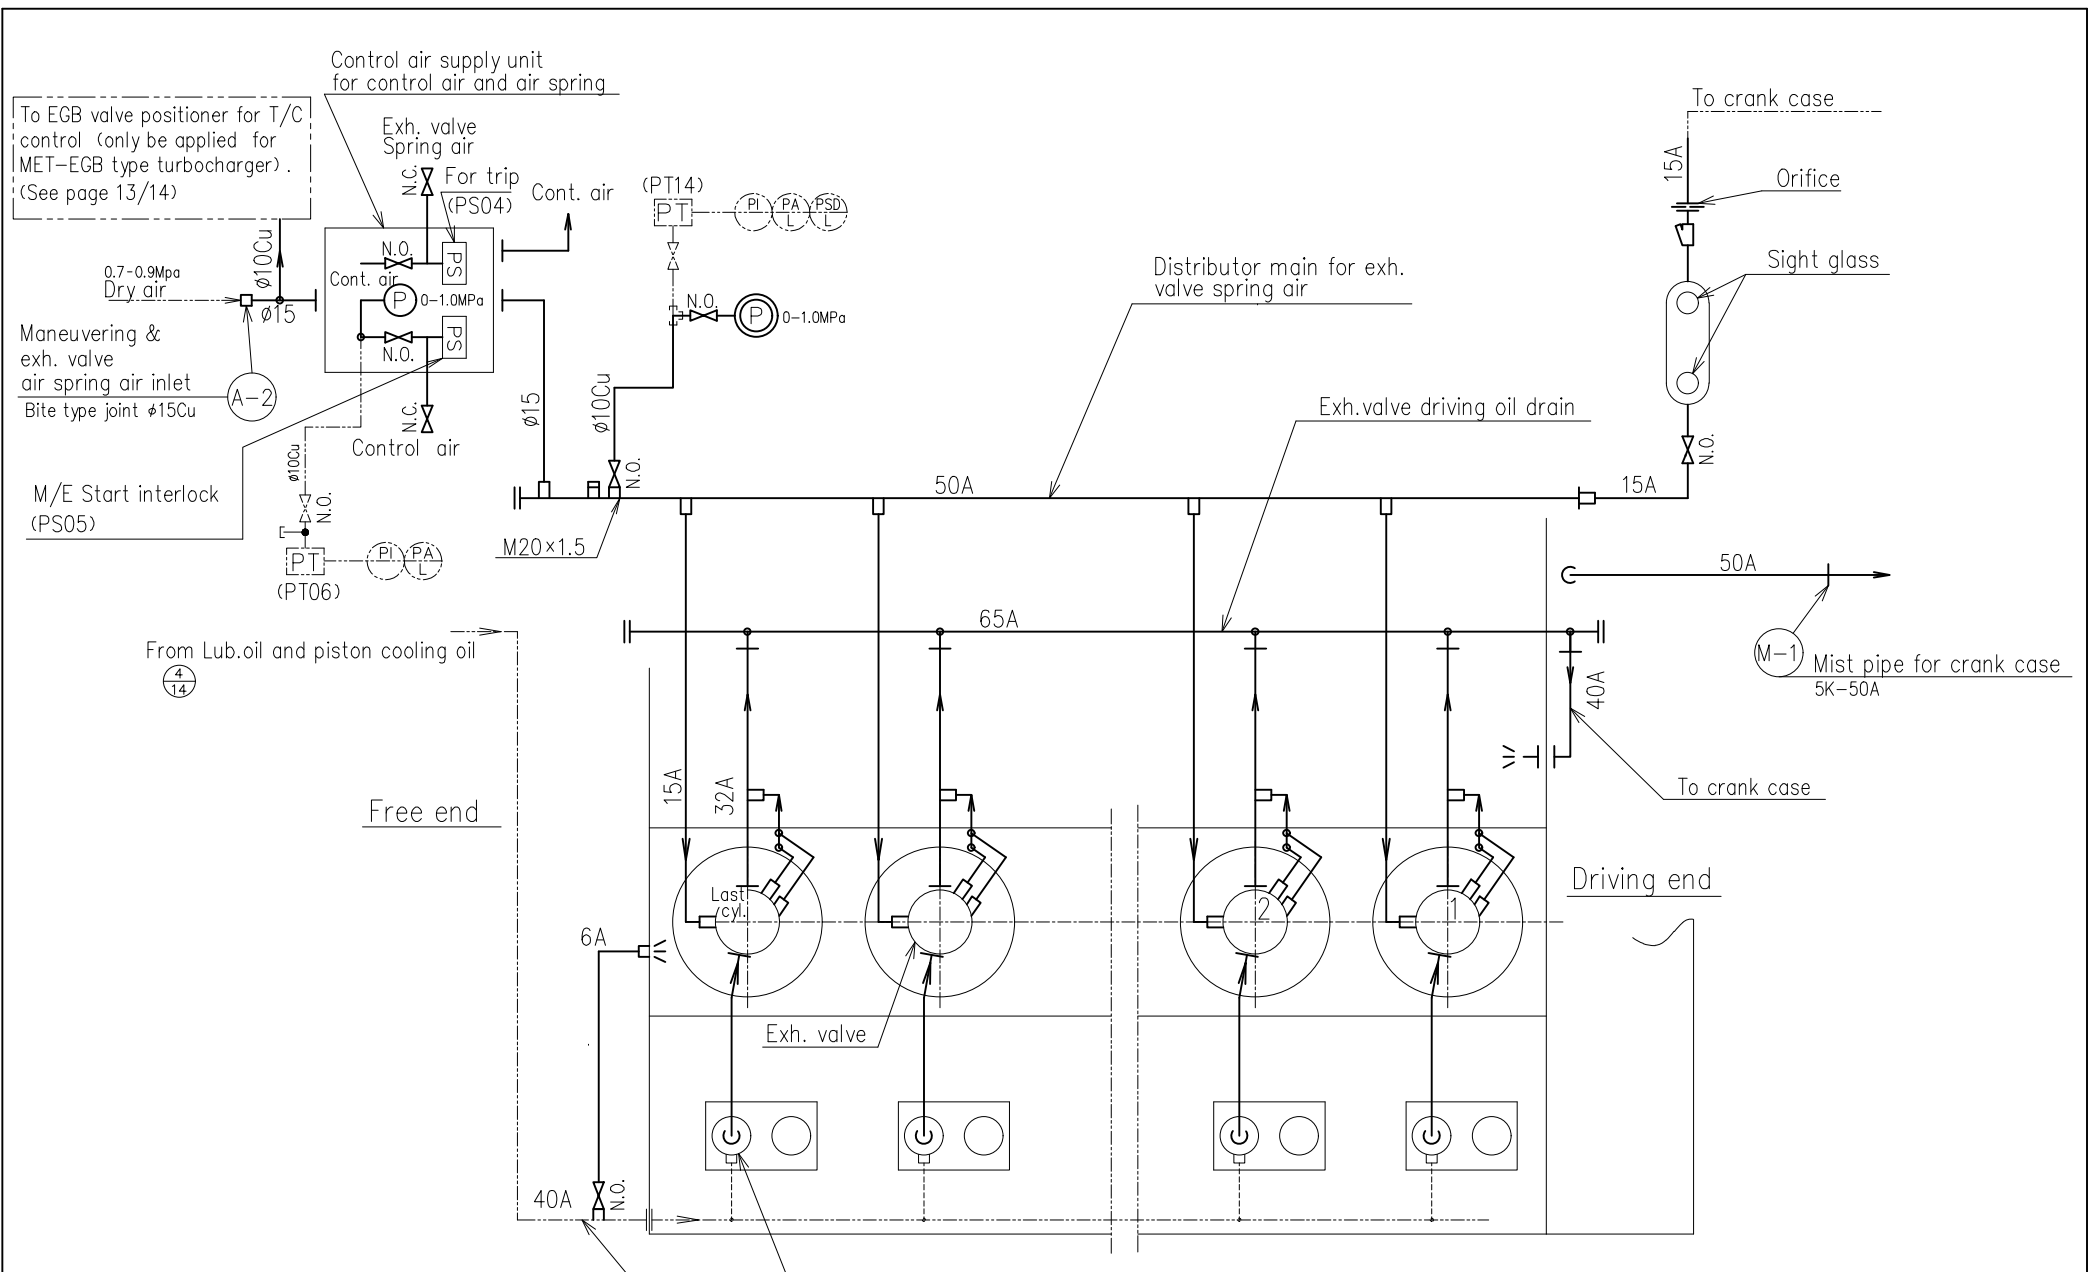 Control air supply unit
for control air and air spring
To EGB valve positioner for T/C
control (only be applied for
MET-EGB type turbocharger).
(See page 13/14)
Exh. valve
Spring air
N.C.
For trip
(PS04)
Cont. air
N.O.
PS
Cont. air
P
0-1.0MPa
PS
N.O.
N.C.
Control air
ø10Cu
0.7-0.9Mpa
Dry air
ø15
Maneuvering &
exh. valve
air spring air inlet
Bite type joint ø15Cu
A-2
M/E Start interlock
(PS05)
ø10Cu
N.O.
PT
(PT06)
PI
PA
L
(PT14)
PT
PI
PA
L
PSD
L
N.O.
P
0-1.0MPa
ø15
ø10Cu
N.O.
M20×1.5
Distributor main for exh.
valve spring air
50A
Exh.valve driving oil drain
To crank case
15A
Orifice
Sight glass
N.O.
15A
50A
M-1
Mist pipe for crank case
5K-50A
65A
40A
To crank case
From Lub.oil and piston cooling oil
4
14
Free end
15A
32A
Driving end
Last
cyl.
2
1
6A
Exh. valve
40A
N.O.